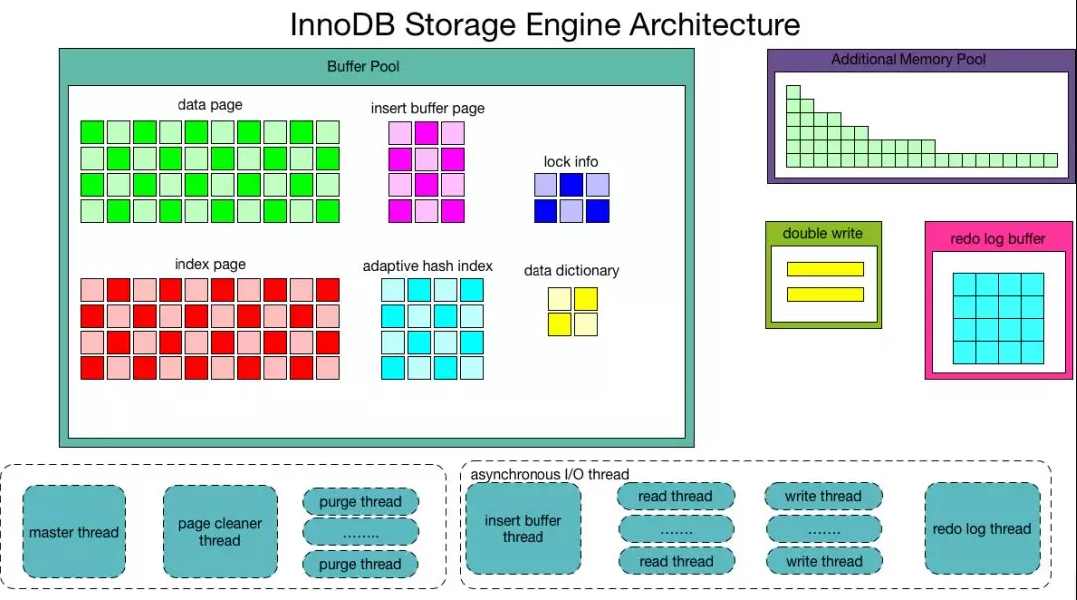 InnoDB Storage Engine Architecture
Buffer Pool
data page
insert buffer page
lock info
index page
adaptive hash index
data dictionary
Additional Memory Pool
double write
redo log buffer
master thread
page cleaner
thread
purge thread
........
purge thread
asynchronous I/O thread
insert buffer
thread
read thread
.......
read thread
write thread
.......
write thread
redo log thread